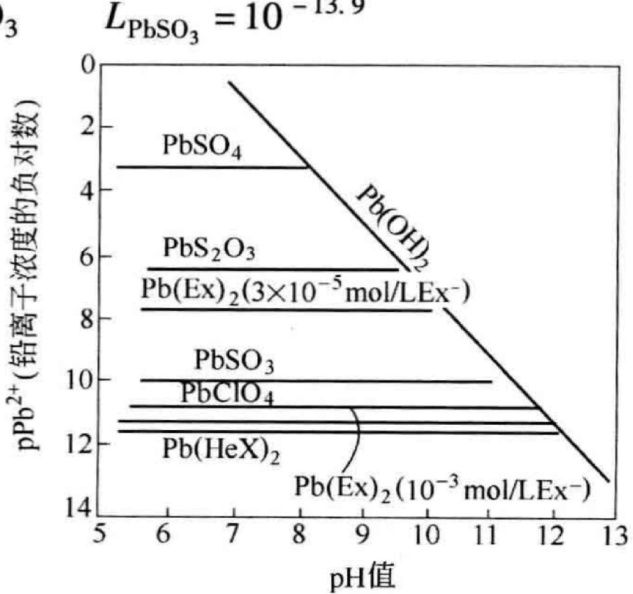 O₃ L_PbSO₃ = 10⁻¹³·⁹
0
2
4
6
8
10
12
14
pPb²⁺(铅离子浓度的负对数)
PbSO₄
Pb(OH)₂
PbS₂O₃
Pb(Ex)₂(3×10⁻⁵mol/LEx⁻)
PbSO₃
PbClO₄
Pb(HeX)₂
Pb(Ex)₂(10⁻³mol/LEx⁻)
5 6 7 8 9 10 11 12 13
pH值